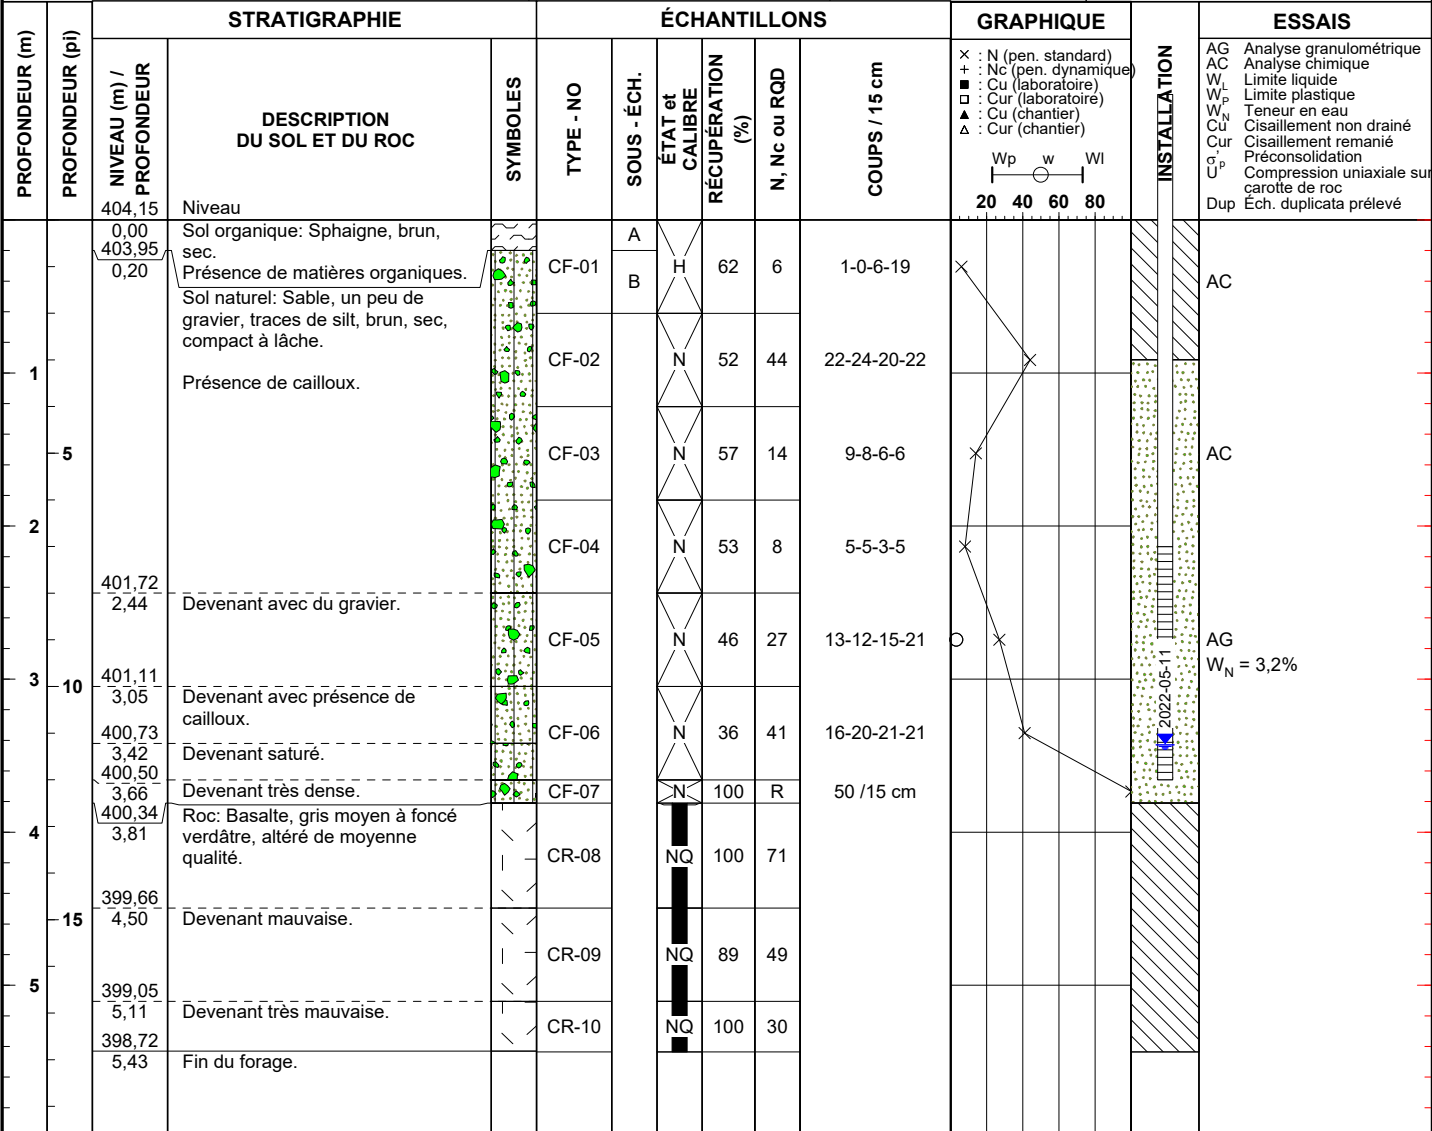 STRATIGRAPHIE
ÉCHANTILLONS
GRAPHIQUE
ESSAIS
PROFONDEUR (m)
PROFONDEUR (pi)
NIVEAU (m) /
PROFONDEUR
DESCRIPTION
DU SOL ET DU ROC
SYMBOLES
TYPE - NO
SOUS - ÉCH.
ÉTAT et
CALIBRE
RÉCUPÉRATION
(%)
N, Nc ou RQD
COUPS / 15 cm
× : N (pen. standard)
+ : Nc (pen. dynamique)
■ : Cu (laboratoire)
□ : Cur (laboratoire)
▲ : Cu (chantier)
△ : Cur (chantier)
Wp w Wl
20 40 60 80
INSTALLATION
AG Analyse granulométrique
AC Analyse chimique
W_L Limite liquide
W_P Limite plastique
W_N Teneur en eau
Cu Cisaillement non drainé
Cur Cisaillement remanié
σ'_p Préconsolidation
U Compression uniaxiale sur
carotte de roc
Dup Éch. duplicata prélevé
404,15 Niveau
0,00 Sol organique: Sphaigne, brun,
sec.
Présence de matières organiques.
403,95
0,20
Sol naturel: Sable, un peu de
gravier, traces de silt, brun, sec,
compact à lâche.
Présence de cailloux.
A
B
CF-01 H 62 6 1-0-6-19 AC
CF-02 N 52 44 22-24-20-22
1
CF-03 N 57 14 9-8-6-6 AC
5
2
CF-04 N 53 8 5-5-3-5
401,72
2,44 Devenant avec du gravier.
CF-05 N 46 27 13-12-15-21 AG
W_N = 3,2%
2022-05-11
3
10
401,11
3,05 Devenant avec présence de
cailloux.
CF-06 N 36 41 16-20-21-21
400,73
3,42 Devenant saturé.
400,50
3,66 Devenant très dense.
CF-07 N 100 R 50 /15 cm
400,34
3,81
Roc: Basalte, gris moyen à foncé
verdâtre, altéré de moyenne
qualité.
4
CR-08 NQ 100 71
399,66
4,50 Devenant mauvaise.
15
CR-09 NQ 89 49
5
399,05
5,11 Devenant très mauvaise.
CR-10 NQ 100 30
398,72
5,43 Fin du forage.